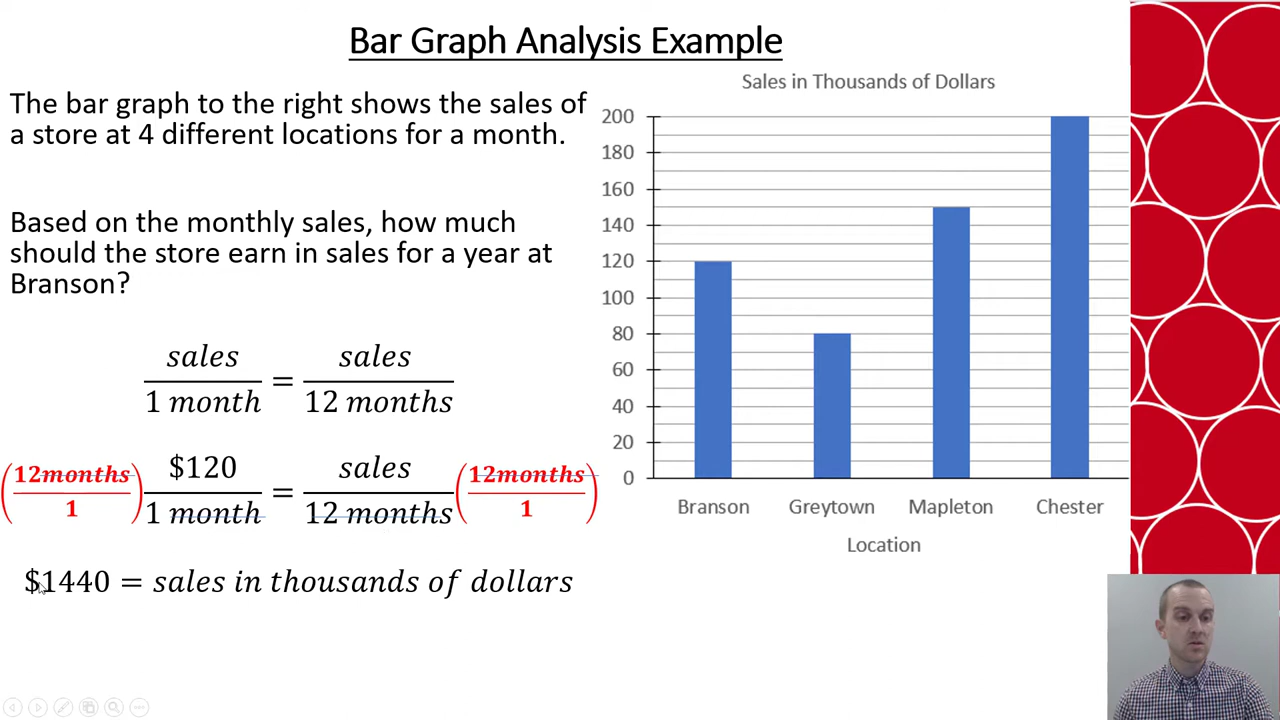 Bar Graph Analysis Example
The bar graph to the right shows the sales of
a store at 4 different locations for a month.
Based on the monthly sales, how much
should the store earn in sales for a year at
Branson?
sales / 1 month = sales / 12 months
(12months / 1) $120 / 1 month = sales / 12 months (12months / 1)
$1440 = sales in thousands of dollars
Sales in Thousands of Dollars
200
180
160
140
120
100
80
60
40
20
0
Branson Greytown Mapleton Chester
Location